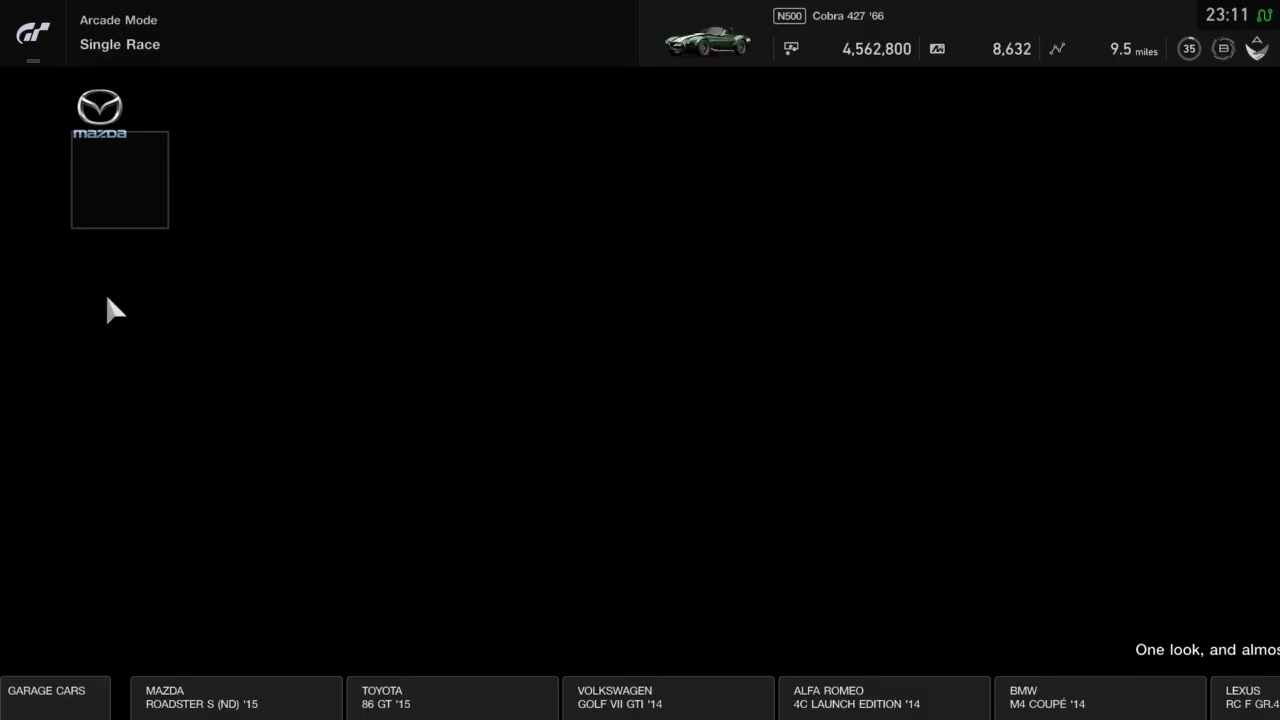 Arcade Mode
Single Race
N500 Cobra 427 '66
4,562,800
8,632
9.5 miles
35
B
23:11
mazda
One look, and almos
GARAGE CARS
MAZDA
ROADSTER S (ND) '15
TOYOTA
86 GT '15
VOLKSWAGEN
GOLF VII GTI '14
ALFA ROMEO
4C LAUNCH EDITION '14
BMW
M4 COUPÉ '14
LEXUS
RC F GR.4